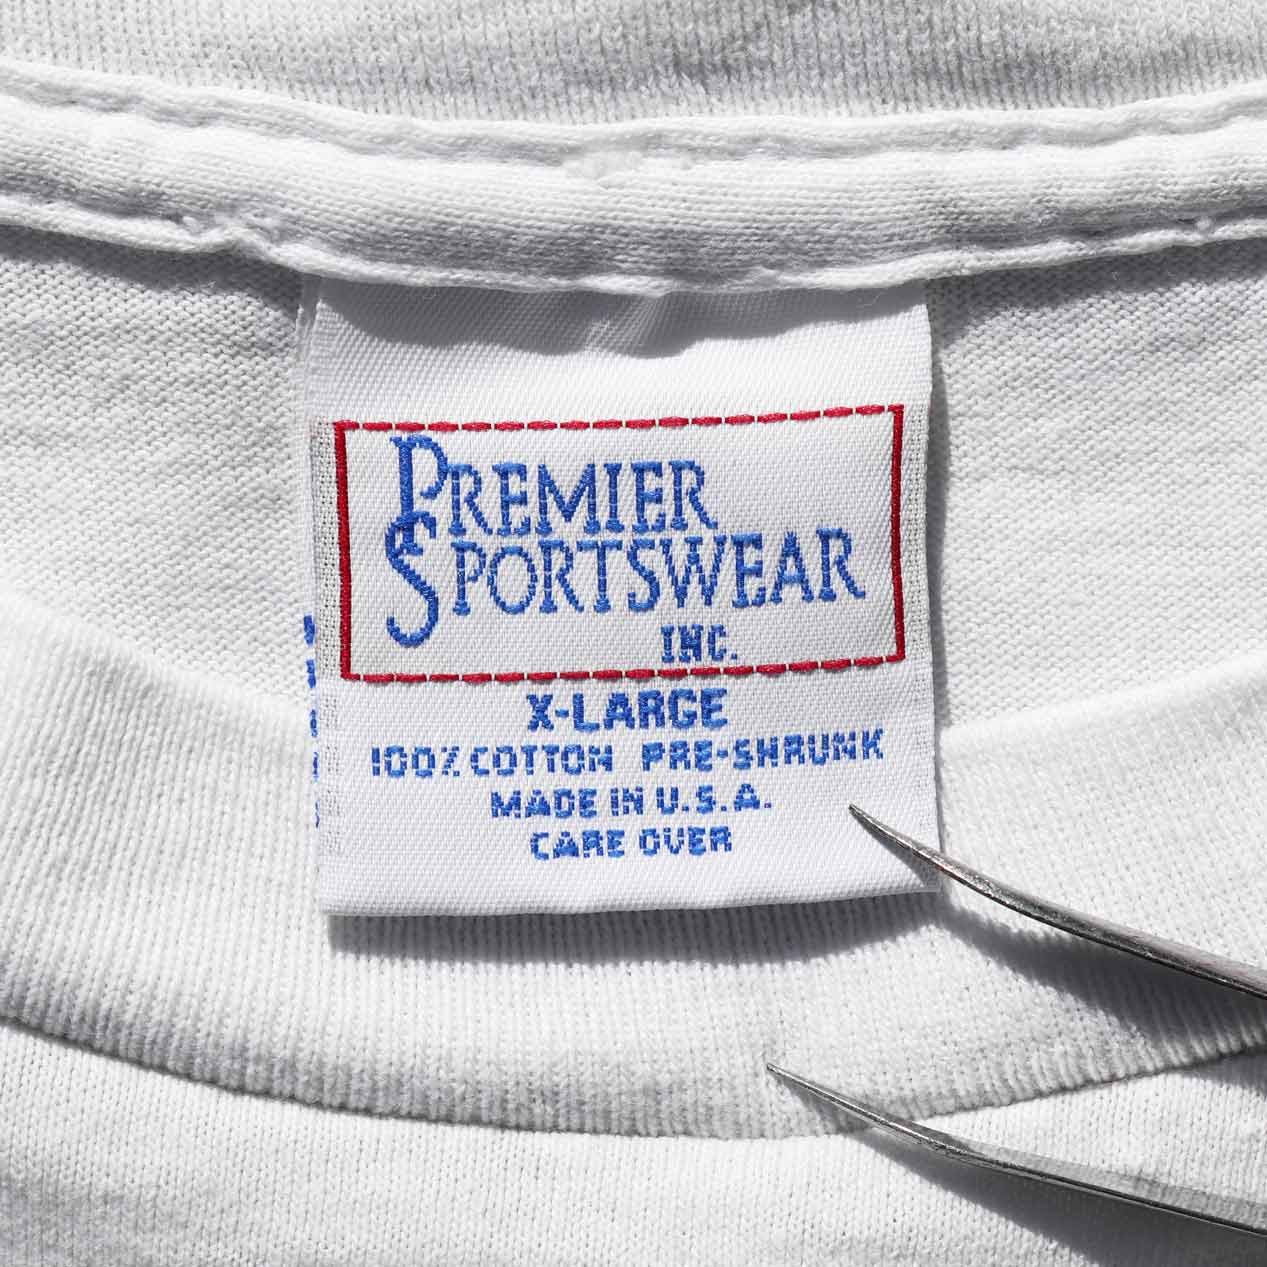 PREMIER
SPORTSWEAR
INC.
X-LARGE
100% COTTON PRE-SHRUNK
MADE IN U.S.A.
CARE OVER